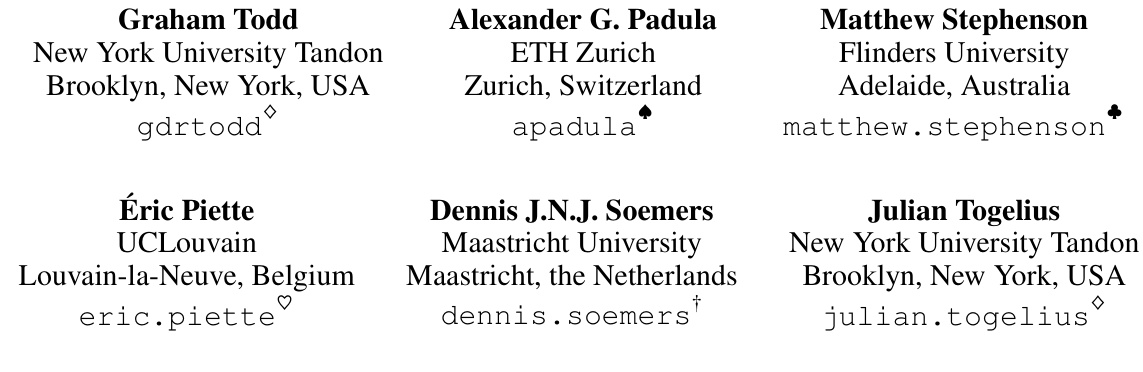 Graham Todd
New York University Tandon
Brooklyn, New York, USA
gdrtodd♢
Alexander G. Padula
ETH Zurich
Zurich, Switzerland
apadula♠
Matthew Stephenson
Flinders University
Adelaide, Australia
matthew.stephenson♣
Éric Piette
UCLouvain
Louvain-la-Neuve, Belgium
eric.piette♡
Dennis J.N.J. Soemers
Maastricht University
Maastricht, the Netherlands
dennis.soemers†
Julian Togelius
New York University Tandon
Brooklyn, New York, USA
julian.togelius♢